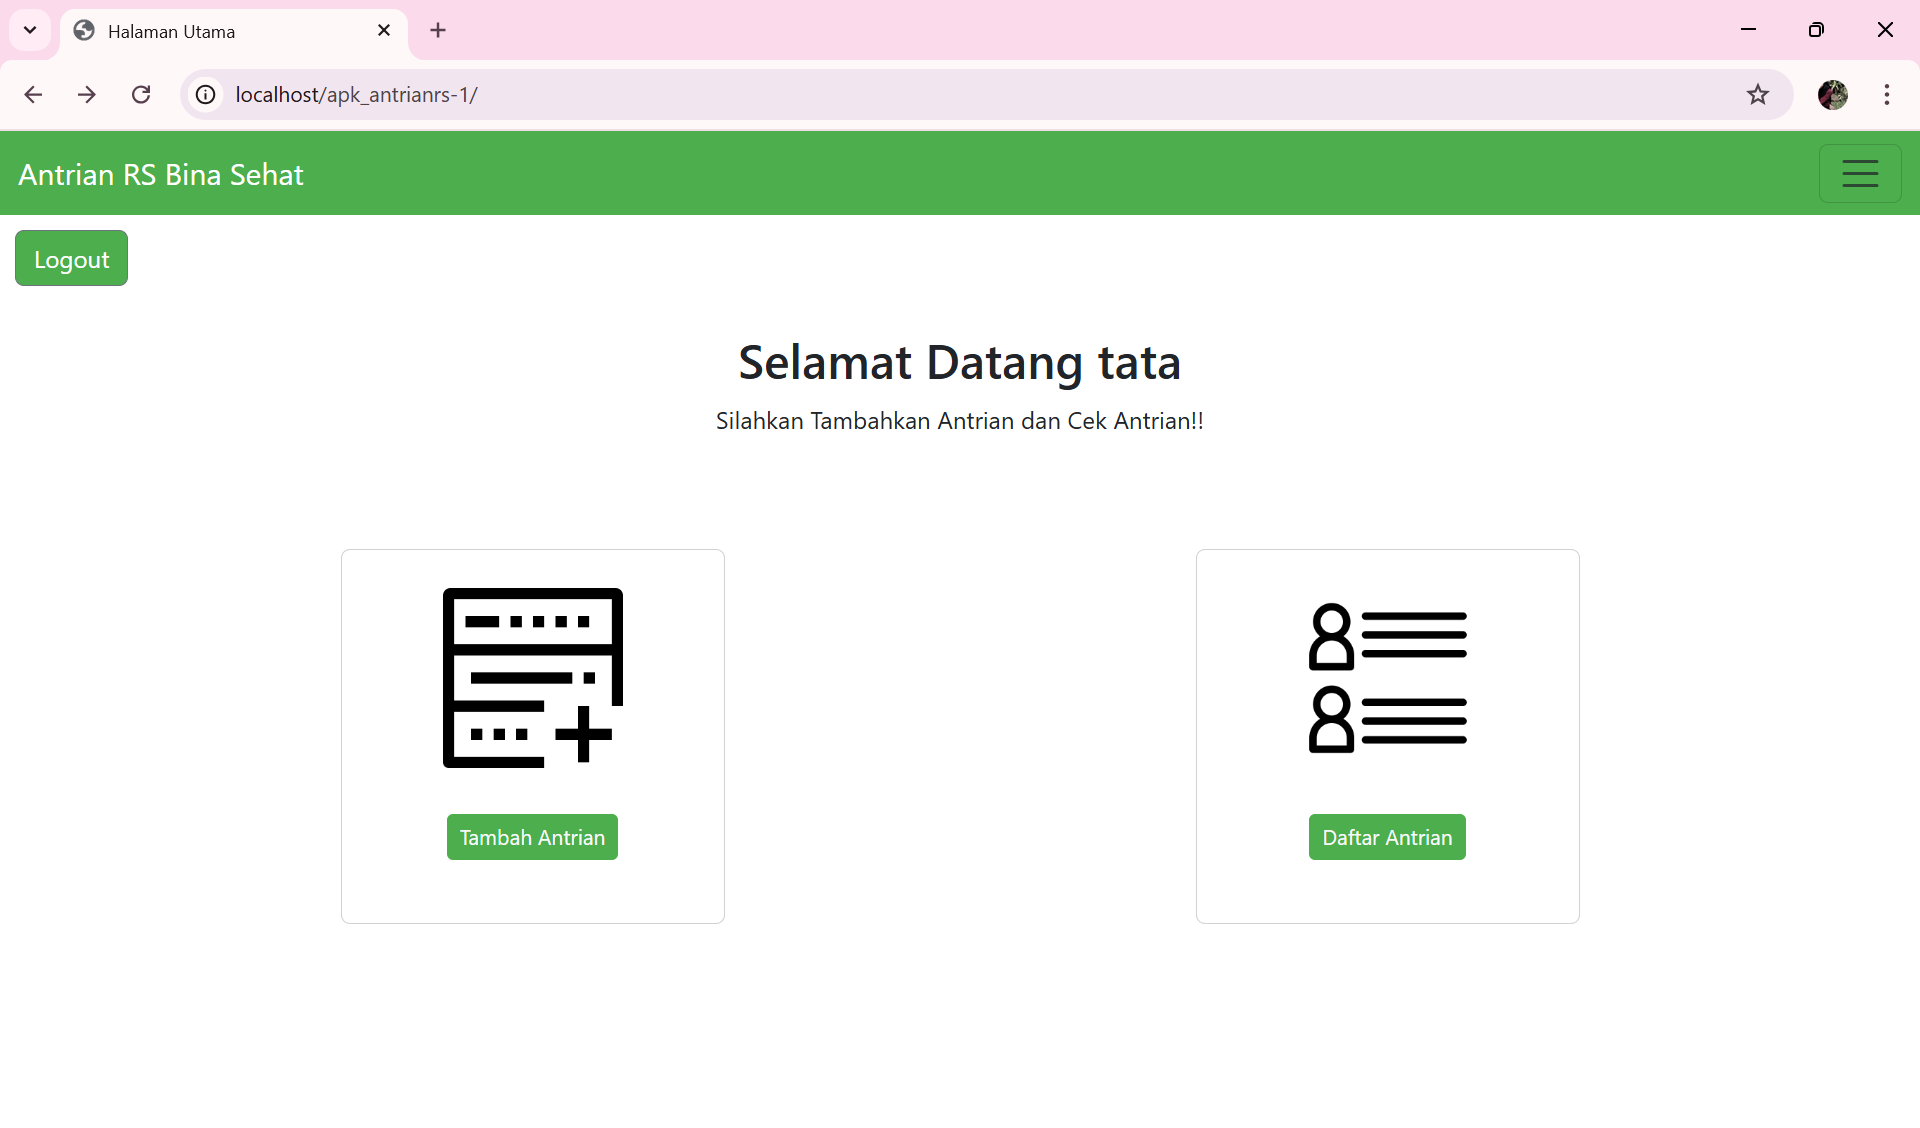 Halaman Utama
localhost/apk_antrianrs-1/
Antrian RS Bina Sehat
Logout
Selamat Datang tata
Silahkan Tambahkan Antrian dan Cek Antrian!!
Tambah Antrian
Daftar Antrian